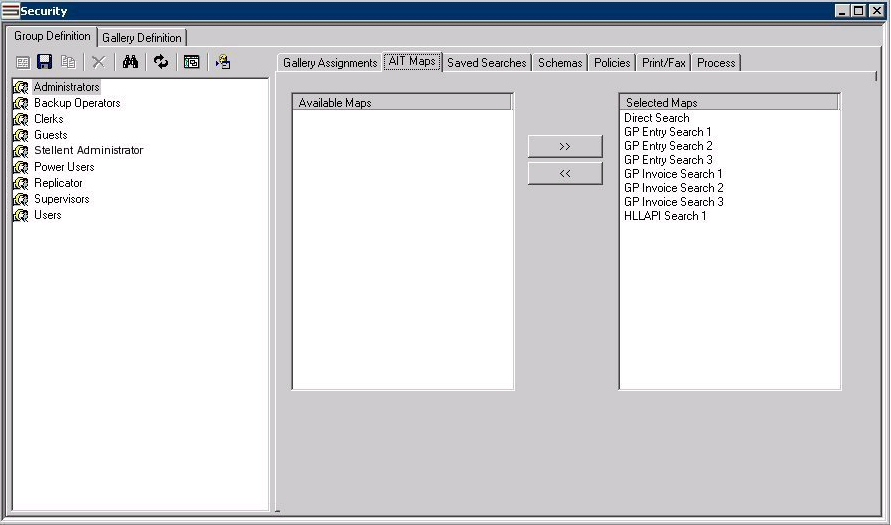 Security
Group Definition
Gallery Definition
Gallery Assignments
AIT Maps
Saved Searches
Schemas
Policies
Print/Fax
Process
Administrators
Backup Operators
Clerks
Guests
Stellent Administrator
Power Users
Replicator
Supervisors
Users
Available Maps
>>
<<
Selected Maps
Direct Search
GP Entry Search 1
GP Entry Search 2
GP Entry Search 3
GP Invoice Search 1
GP Invoice Search 2
GP Invoice Search 3
HLLAPI Search 1